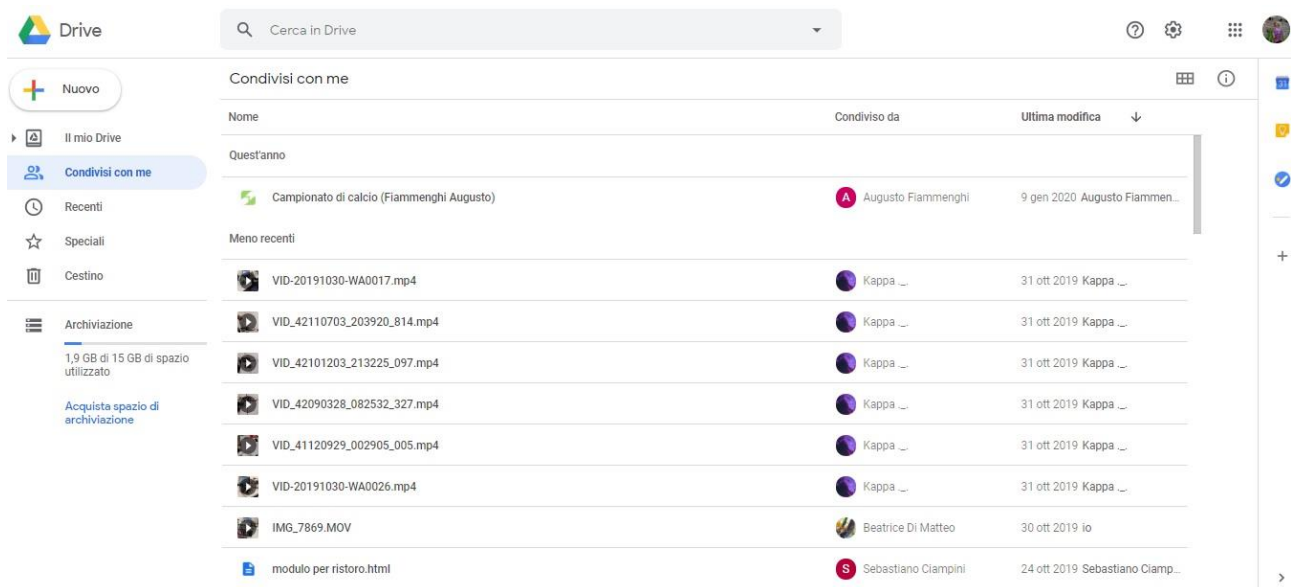 Drive
Cerca in Drive
Nuovo
Condivisi con me
Nome Condiviso da Ultima modifica
Il mio Drive
Quest'anno
Condivisi con me
Campionato di calcio (Fiammenghi Augusto) A Augusto Fiammenghi 9 gen 2020 Augusto Fiammen...
Recenti
Speciali
Meno recenti
Cestino
VID-20191030-WA0017.mp4 Kappa ._. 31 ott 2019 Kappa ._.
Archiviazione
VID_42110703_203920_814.mp4 Kappa ._. 31 ott 2019 Kappa ._.
1,9 GB di 15 GB di spazio
utilizzato
VID_42101203_213225_097.mp4 Kappa ._. 31 ott 2019 Kappa ._.
Acquista spazio di
archiviazione
VID_42090328_082532_327.mp4 Kappa ._. 31 ott 2019 Kappa ._.
VID_41120929_002905_005.mp4 Kappa ._. 31 ott 2019 Kappa ._.
VID-20191030-WA0026.mp4 Kappa ._. 31 ott 2019 Kappa ._.
IMG_7869.MOV Beatrice Di Matteo 30 ott 2019 io
modulo per ristoro.html S Sebastiano Ciampini 24 ott 2019 Sebastiano Ciamp...
31